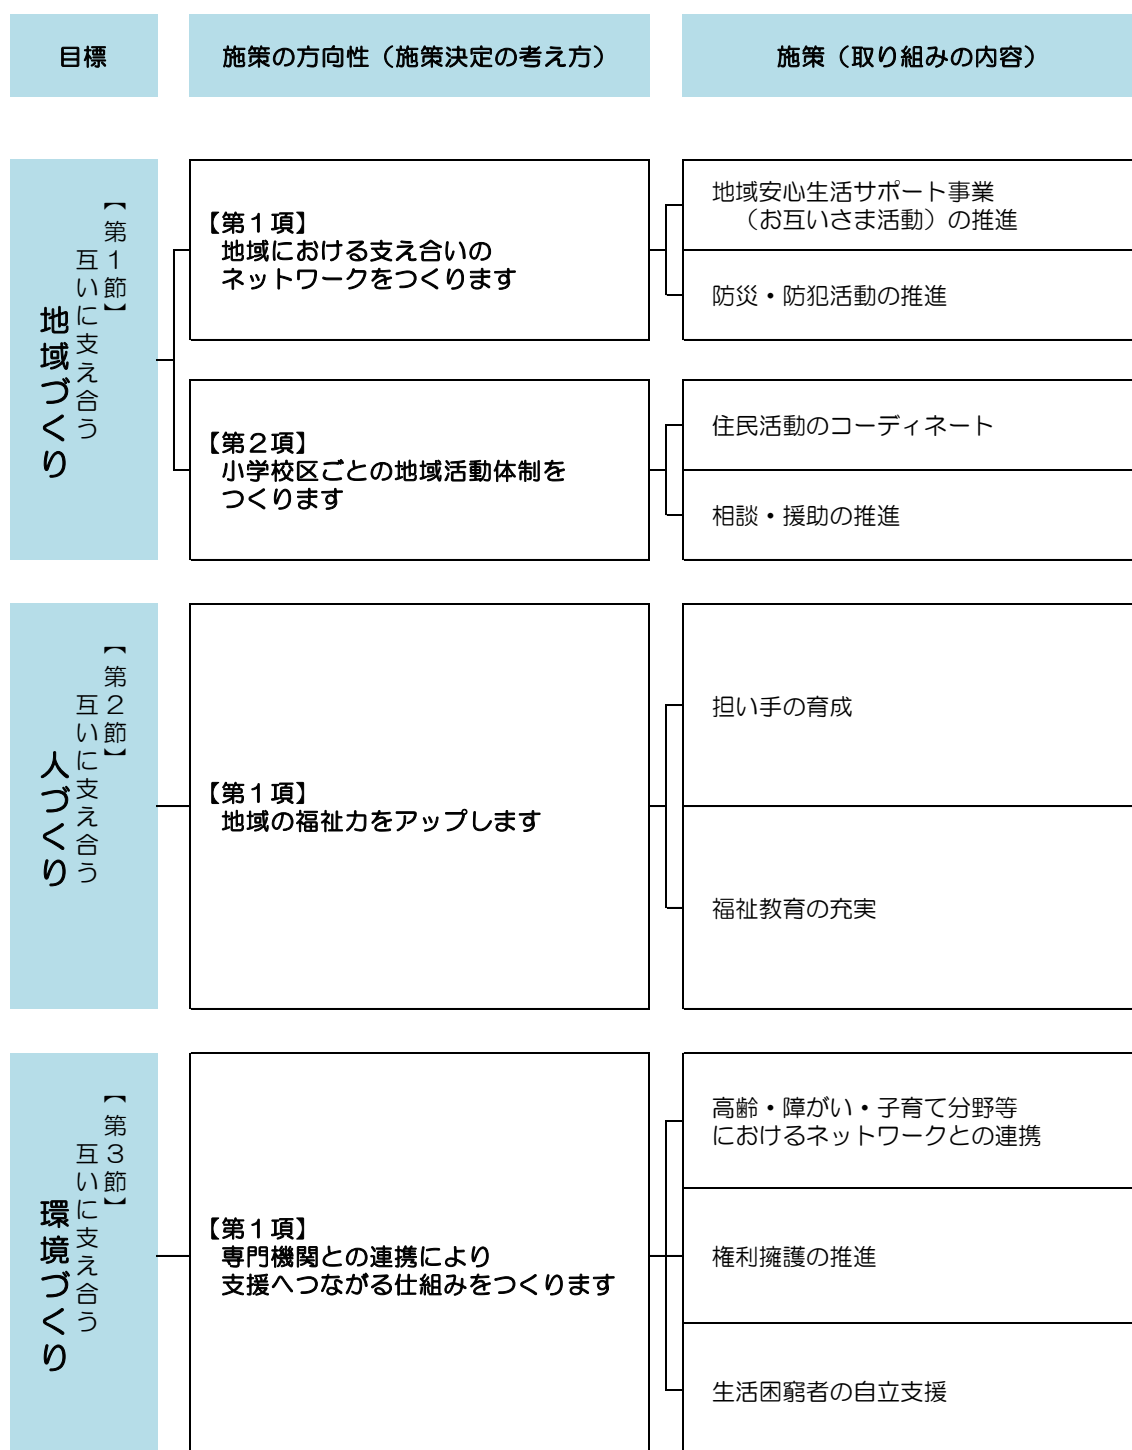 目標
施策の方向性（施策決定の考え方）
施策（取り組みの内容）
【第１節】
互いに支え合う
地域づくり
【第１項】
地域における支え合いの
ネットワークをつくります
地域安心生活サポート事業
（お互いさま活動）の推進
防災・防犯活動の推進
【第２項】
小学校区ごとの地域活動体制を
つくります
住民活動のコーディネート
相談・援助の推進
【第２節】
互いに支え合う
人づくり
【第１項】
地域の福祉力をアップします
担い手の育成
福祉教育の充実
【第３節】
互いに支え合う
環境づくり
【第１項】
専門機関との連携により
支援へつながる仕組みをつくります
高齢・障がい・子育て分野等
におけるネットワークとの連携
権利擁護の推進
生活困窮者の自立支援